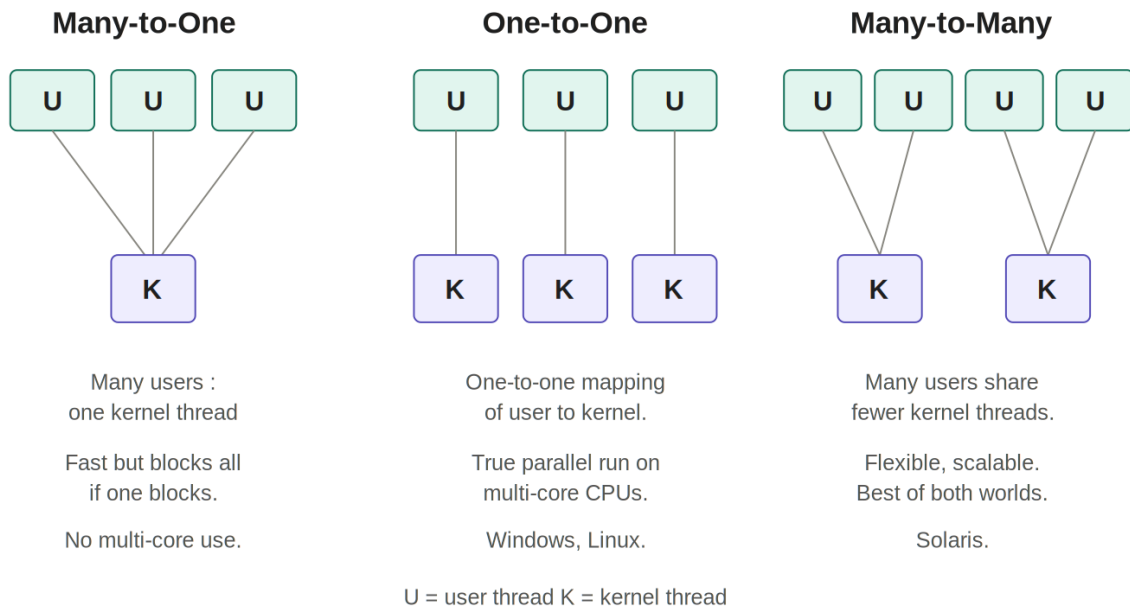 Many-to-One
U U U
K
Many users :
one kernel thread
Fast but blocks all
if one blocks.
No multi-core use.
One-to-One
U U U
K K K
One-to-one mapping
of user to kernel.
True parallel run on
multi-core CPUs.
Windows, Linux.
Many-to-Many
U U U U
K K
Many users share
fewer kernel threads.
Flexible, scalable.
Best of both worlds.
Solaris.
U = user thread K = kernel thread